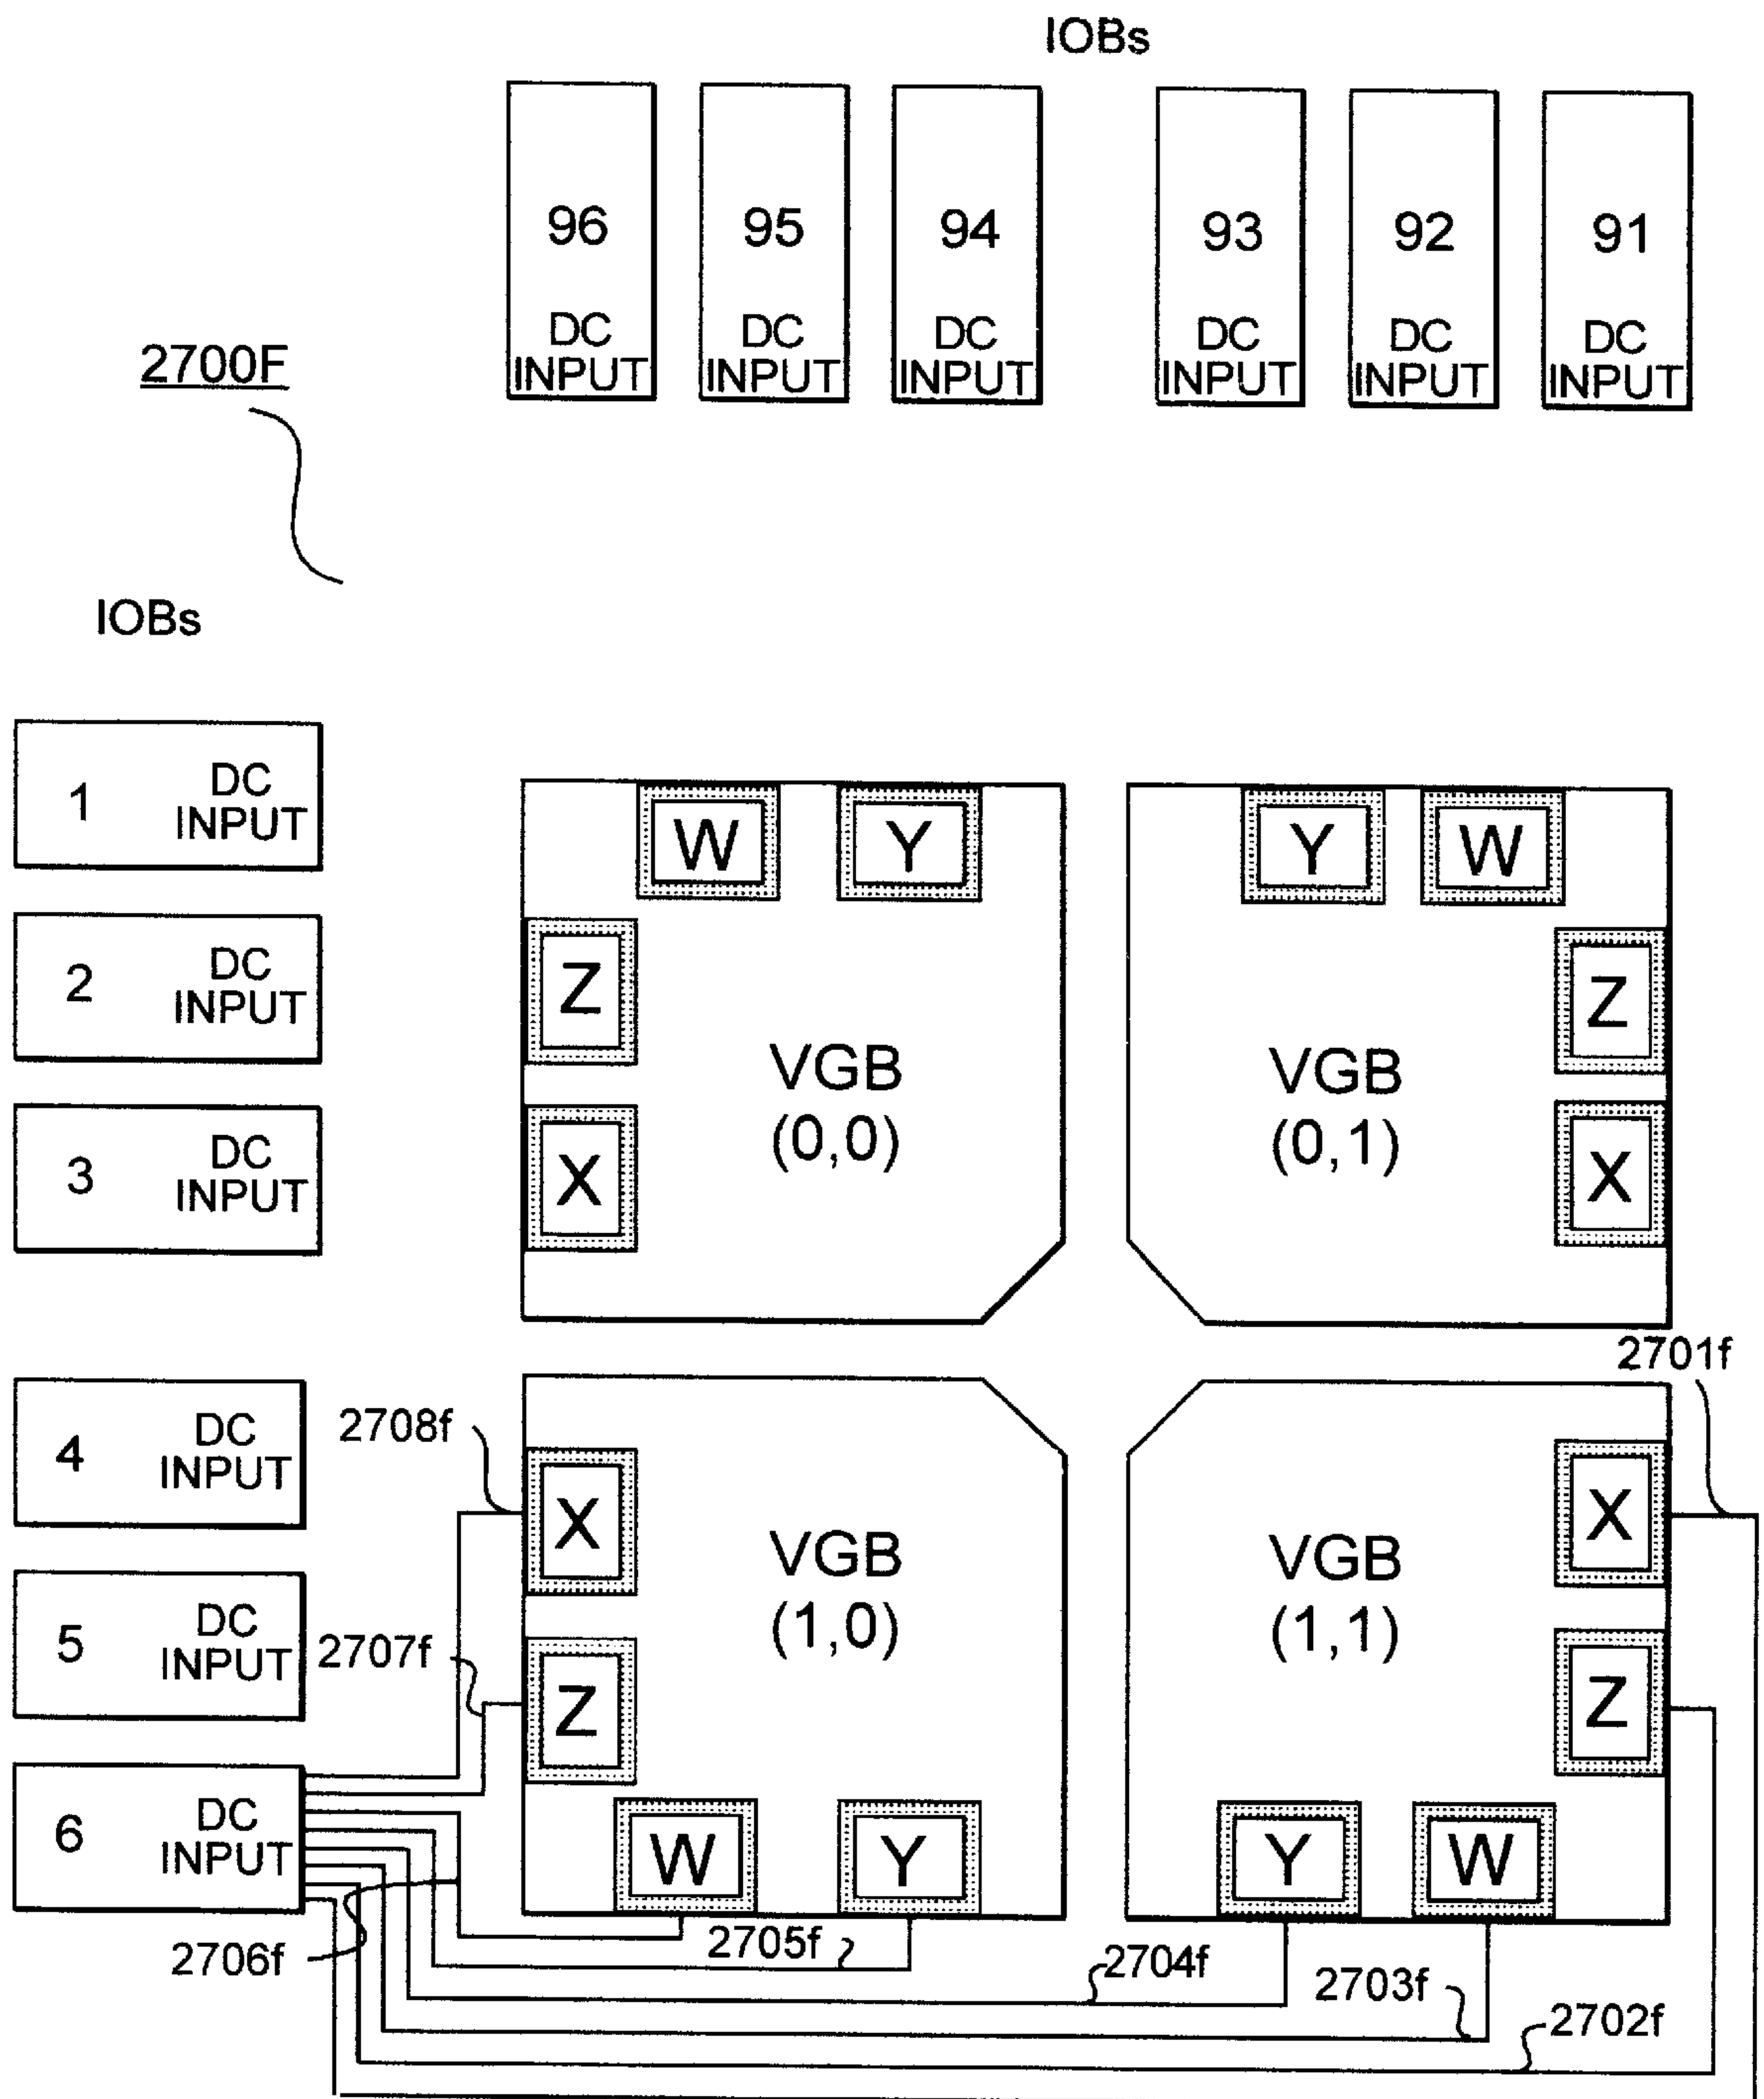 IOBs
96
DC
INPUT
95
DC
INPUT
94
DC
INPUT
93
DC
INPUT
92
DC
INPUT
91
DC
INPUT
2700F
IOBs
1
DC
INPUT
2
DC
INPUT
3
DC
INPUT
W
Y
Z
X
VGB
(0,0)
Y
W
Z
X
VGB
(0,1)
2701f
4
DC
INPUT
5
DC
INPUT
6
DC
INPUT
2708f
2707f
X
Z
W
Y
VGB
(1,0)
X
Z
Y
W
VGB
(1,1)
2706f
2705f
2704f
2703f
2702f